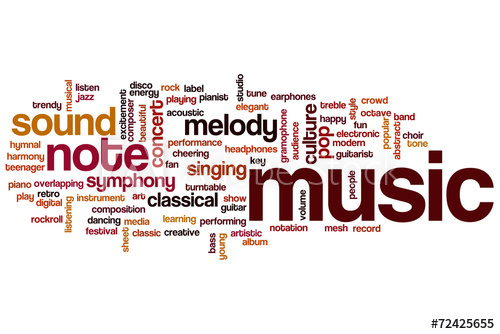 disco
rock
label
studio
tune
earphones
musical
listen
jazz
energy
playing
pianist
elegant
treble
style
crowd
octave
trendy
excitement
composer
beautiful
concert
acoustic
gramophone
audience
culture
happy
pop
fun
popular
abstract
band
sound
melody
electronic
choir
hymnal
note
performance
headphones
modern
tone
harmony
cheering
key
guitarist
teenager
fan
singing
music
piano
overlapping
symphony
turntable
people
play
retro
instrument
art
classical
show
volume
digital
listening
composition
guitar
rockroll
dancing
media
learning
performing
festival
sheet
classic
creative
bass
young
artistic
notation
mesh
record
album
#72425655